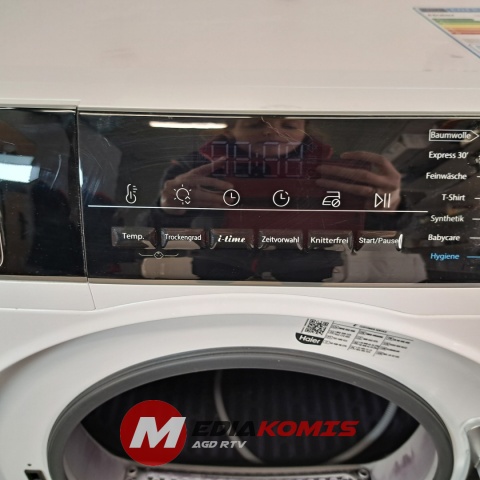 Baumwolle
Express 30'
Feinwäsche
T-Shirt
Synthetik
Babycare
Hygiene
Temp.
Trockengrad
i-time
Zeitvorwahl
Knitterfrei
Start/Pause
Haier
MEDIAKOMIS
AGD RTV